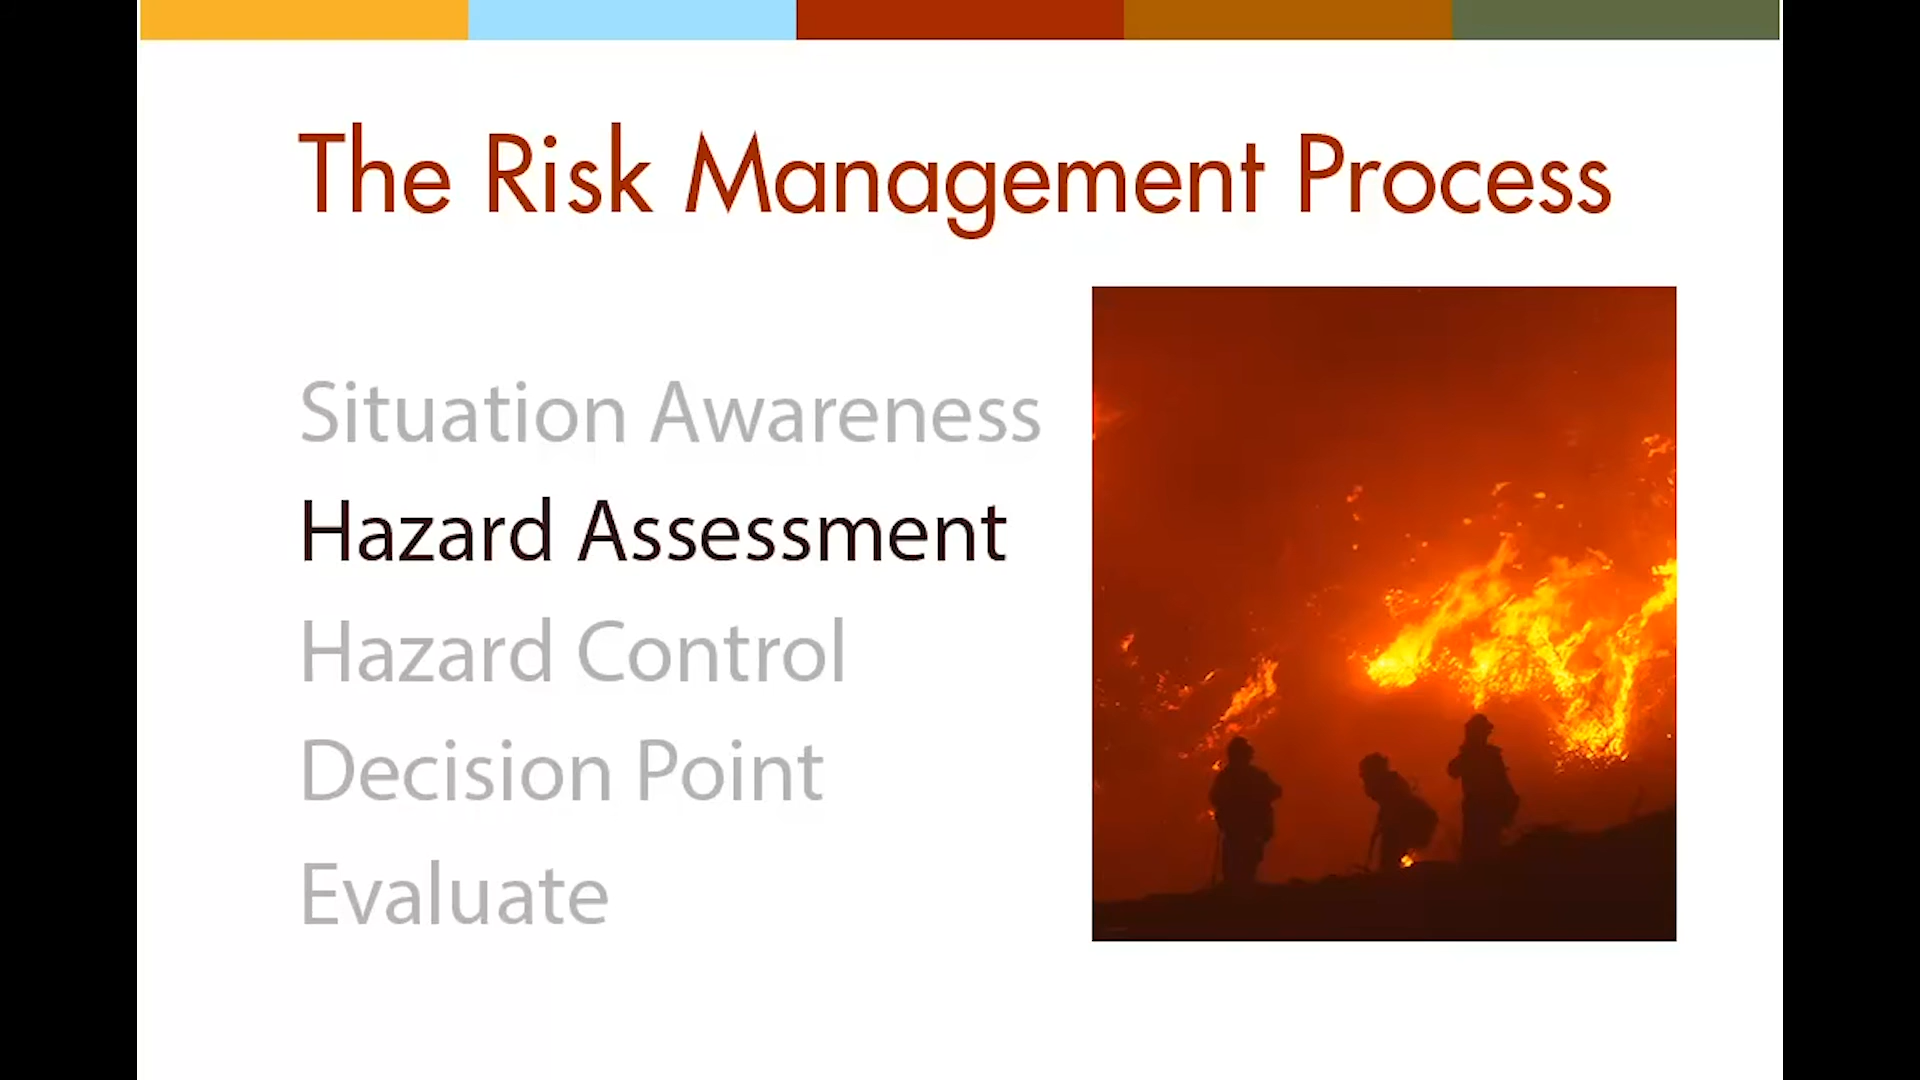 The Risk Management Process
Situation Awareness
Hazard Assessment
Hazard Control
Decision Point
Evaluate